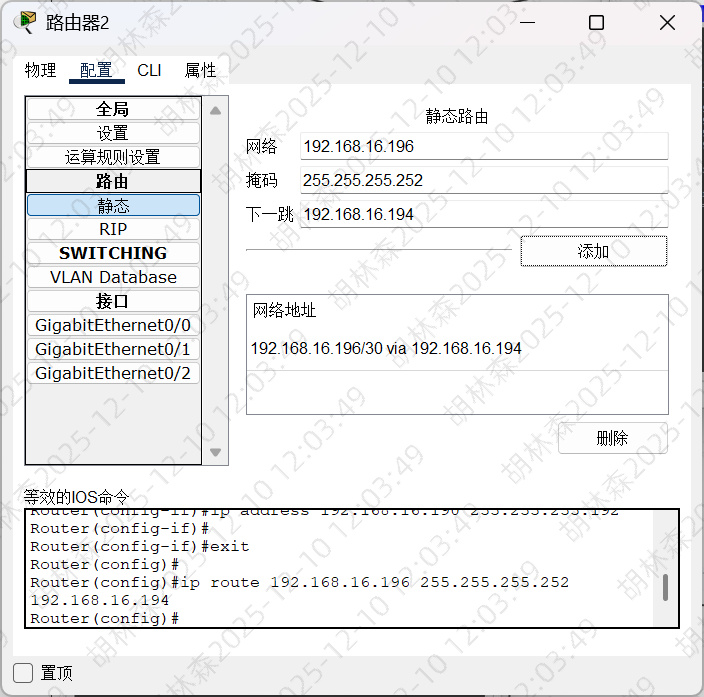 路由器2
物理 配置 CLI 属性
全局
设置
运算规则设置
路由
静态
RIP
SWITCHING
VLAN Database
接口
GigabitEthernet0/0
GigabitEthernet0/1
GigabitEthernet0/2
静态路由
网络 192.168.16.196
掩码 255.255.255.252
下一跳 192.168.16.194
添加
网络地址
192.168.16.196/30 via 192.168.16.194
删除
等效的IOS命令
Router(config-if)#ip address 192.168.16.190 255.255.255.192
Router(config-if)#
Router(config-if)#exit
Router(config)#
Router(config)#ip route 192.168.16.196 255.255.255.252
192.168.16.194
Router(config)#
置顶
胡林森2025-12-10 12:03:49